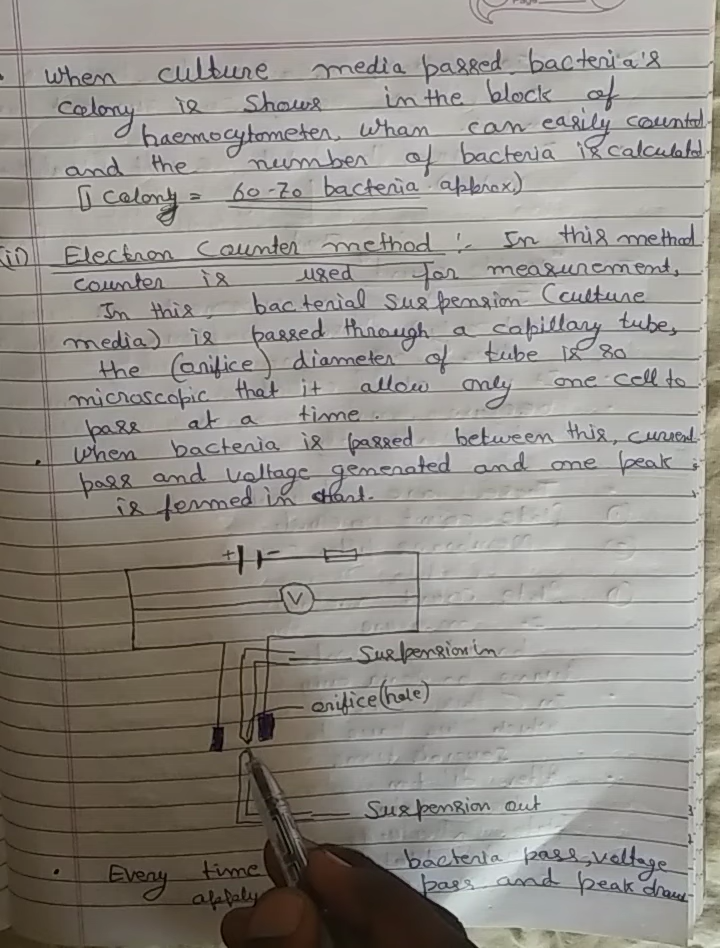 when culture media passed bacteria's
colony is shows in the block of
haemocytometer, whan can easily counted
and the number of bacteria is calculated
[1 colony = 60-70 bacteria approx)
(ii) Electron Counter method :- In this method
counter is used for measurement,
In this, bacterial suspension (culture
media) is passed through a capillary tube,
the (orifice) diameter of tube is so
microscopic that it allow only one cell to
pass at a time.
. when bacteria is passed between this, current
pass and voltage generated and one peak
is formed in chart.
+ -
V
Suspension in
orifice (hole)
Suspension out
. Every time bacteria pass, voltage
apply pass and peak draw